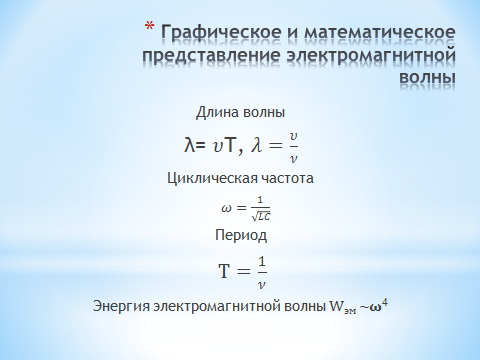 * Графическое и математическое
представление электромагнитной
волны
Длина волны
λ= 𝜐T, 𝜆 = 𝜐/𝜈
Циклическая частота
𝜔 = 1/√𝐿𝐶
Период
T = 1/𝜈
Энергия электромагнитной волны Wэм ~ω⁴